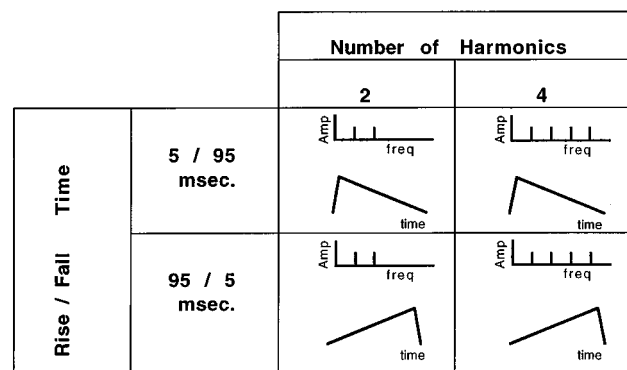 Number of Harmonics
2
4
Rise / Fall Time
5 / 95
msec.
Amp
freq
time
Amp
freq
time
95 / 5
msec.
Amp
freq
time
Amp
freq
time